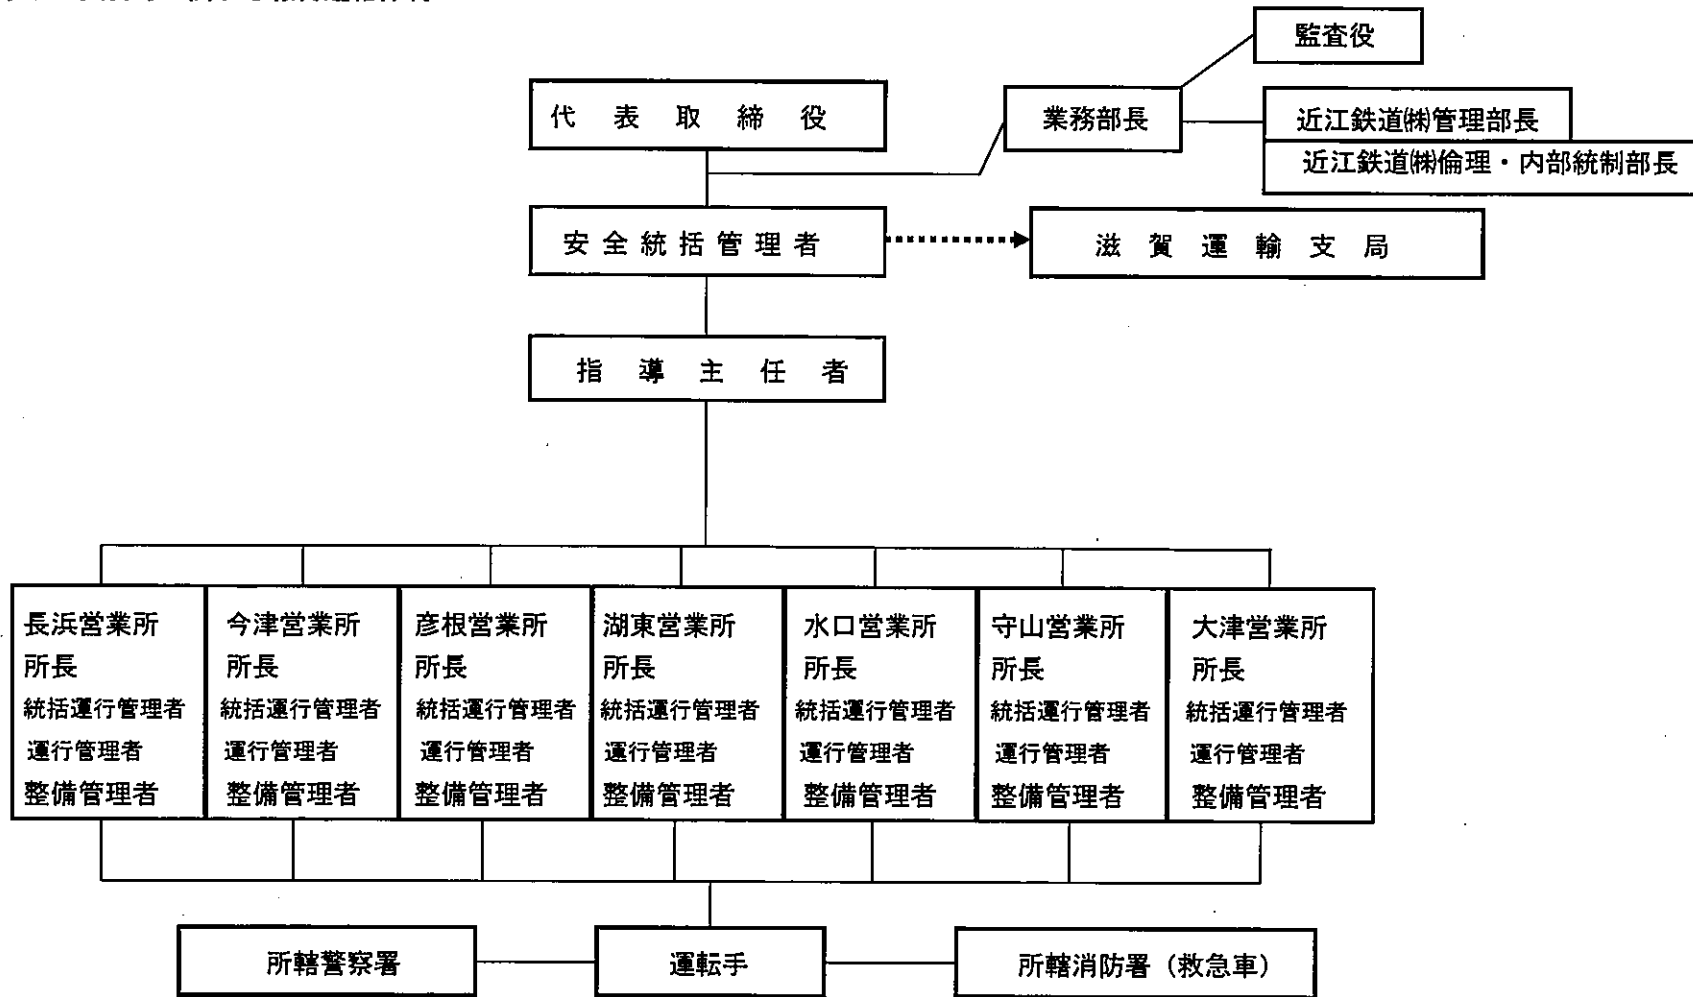 監査役
代表取締役
業務部長
近江鉄道㈱管理部長
近江鉄道㈱倫理・内部統制部長
安全統括管理者
滋賀運輸支局
指導主任者
長浜営業所
所長
統括運行管理者
運行管理者
整備管理者
今津営業所
所長
統括運行管理者
運行管理者
整備管理者
彦根営業所
所長
統括運行管理者
運行管理者
整備管理者
湖東営業所
所長
統括運行管理者
運行管理者
整備管理者
水口営業所
所長
統括運行管理者
運行管理者
整備管理者
守山営業所
所長
統括運行管理者
運行管理者
整備管理者
大津営業所
所長
統括運行管理者
運行管理者
整備管理者
所轄警察署
運転手
所轄消防署（救急車）